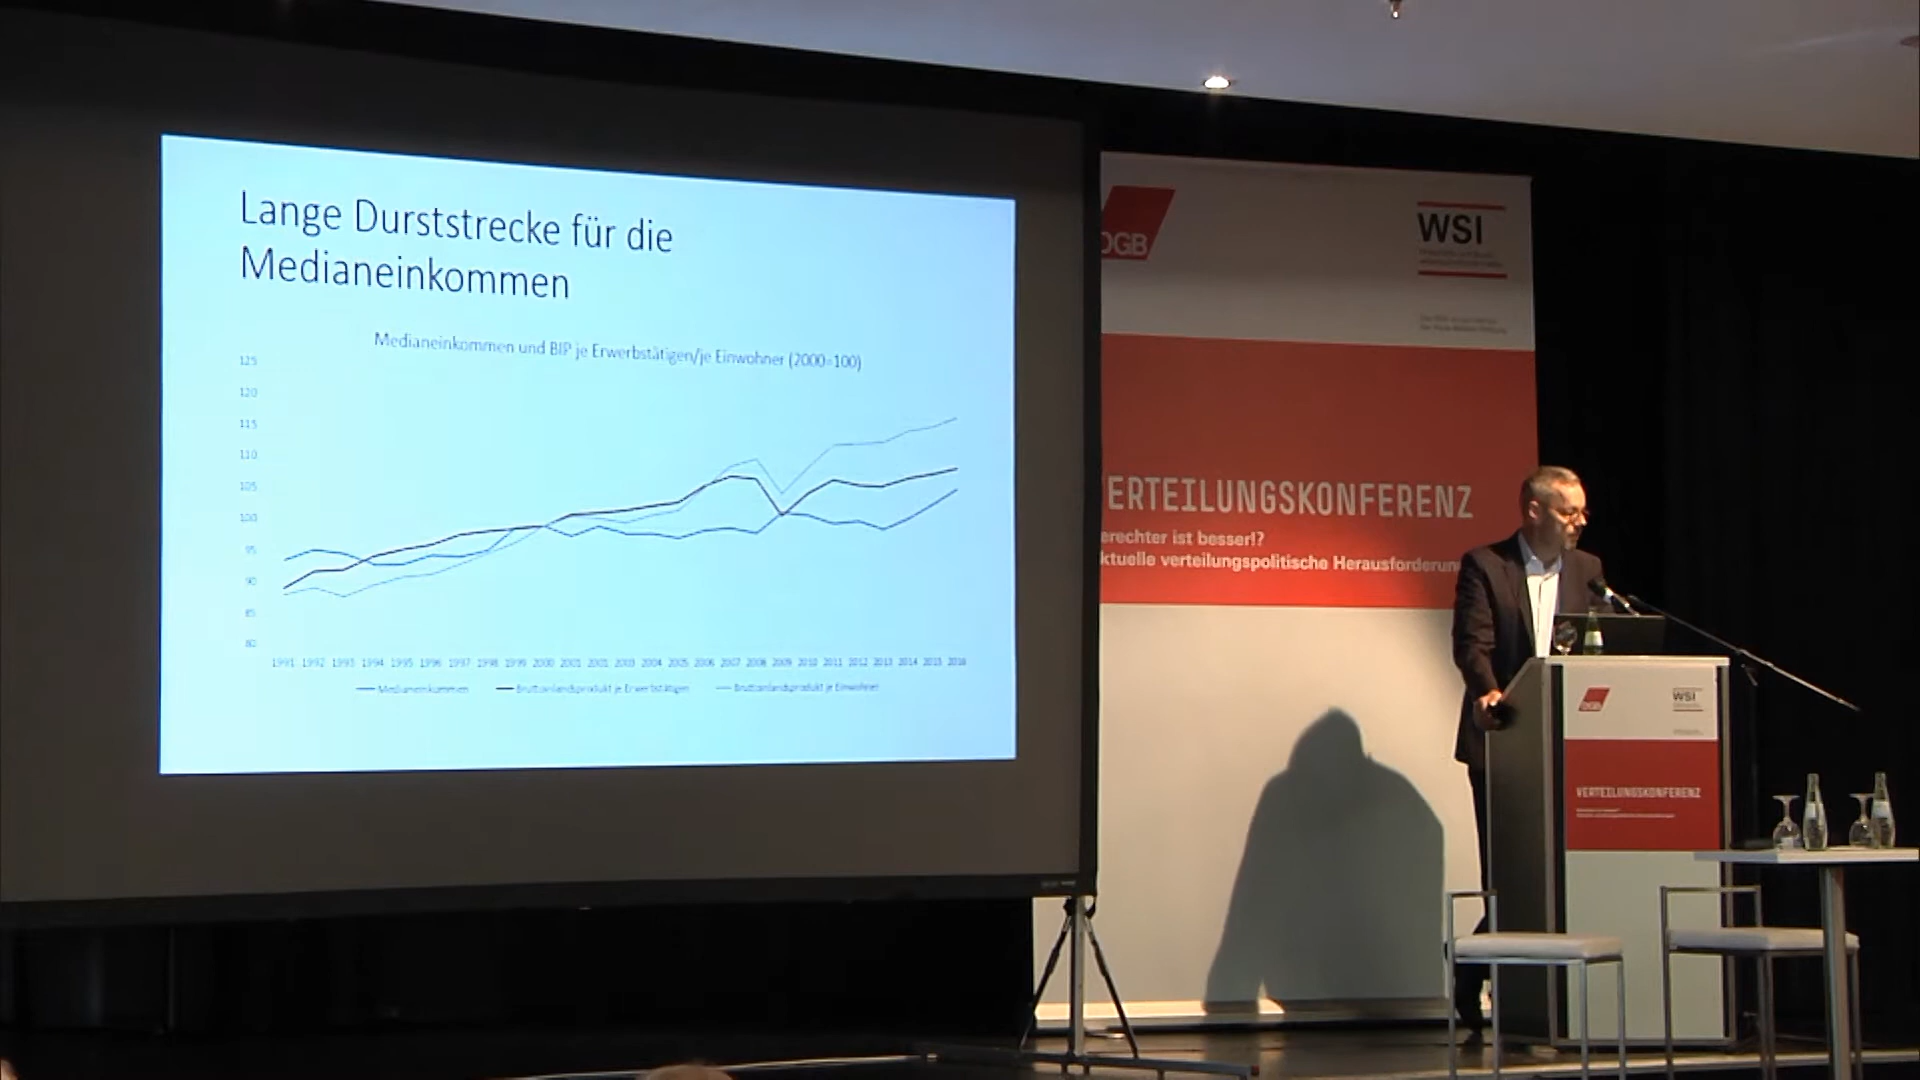 Lange Durststrecke für die
Medianeinkommen
Medianeinkommen und BIP je Erwerbstätigen/je Einwohner (2000=100)
125
120
115
110
105
100
95
90
85
80
1991 1992 1993 1994 1995 1996 1997 1998 1999 2000 2001 2001 2003 2004 2005 2006 2007 2008 2009 2010 2011 2012 2013 2014 2015 2016
Medianeinkommen Bruttoinlandsprodukt je Erwerbstätigen Bruttoinlandsprodukt je Einwohner
DGB
WSI
VERTEILUNGSKONFERENZ
erechter ist besser!?
ktuelle verteilungspolitische Herausforderun
DGB
WSI
VERTEILUNGSKONFERENZ